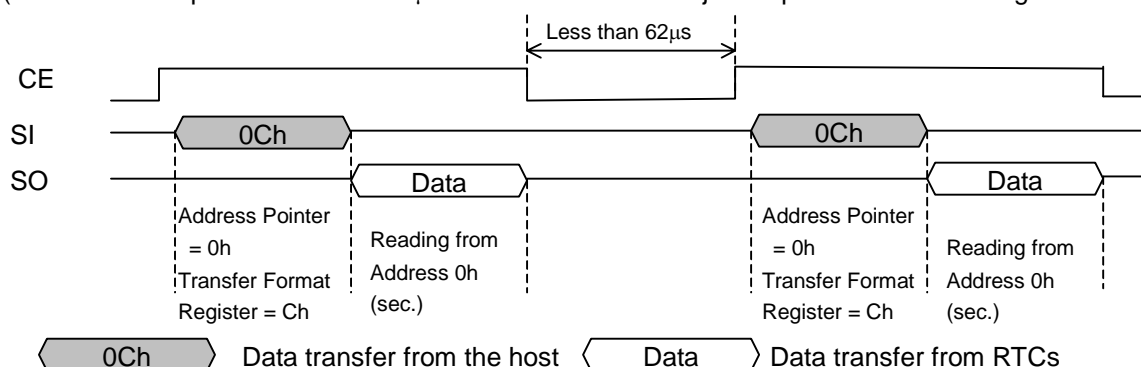 Less than 62μs
CE
SI
0Ch
0Ch
SO
Data
Data
Address Pointer
= 0h
Transfer Format
Register = Ch
Reading from
Address 0h
(sec.)
Address Pointer
= 0h
Transfer Format
Register = Ch
Reading from
Address 0h
(sec.)
0Ch Data transfer from the host Data Data transfer from RTCs